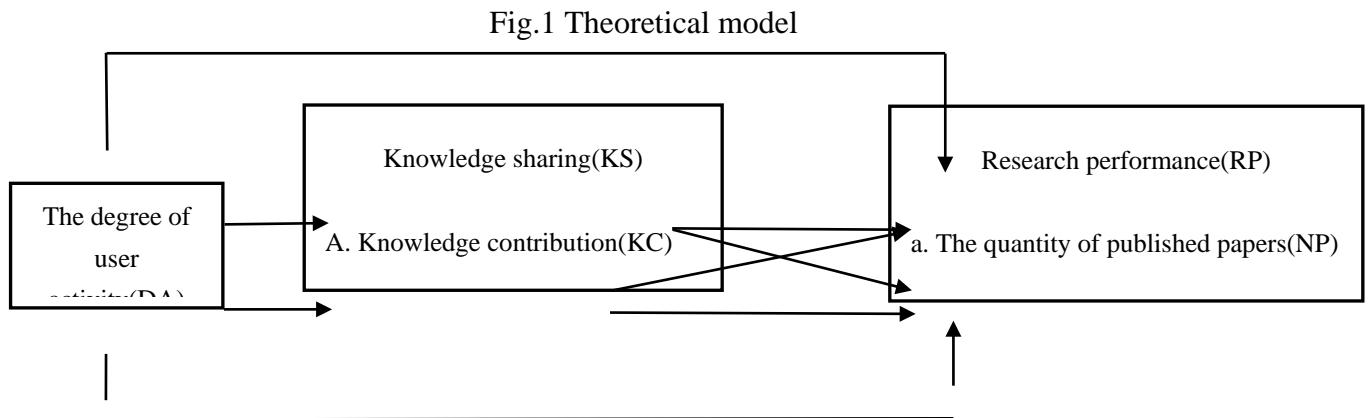 Fig.1 Theoretical model
Knowledge sharing(KS)
Research performance(RP)
The degree of
user
A. Knowledge contribution(KC)
a. The quantity of published papers(NP)